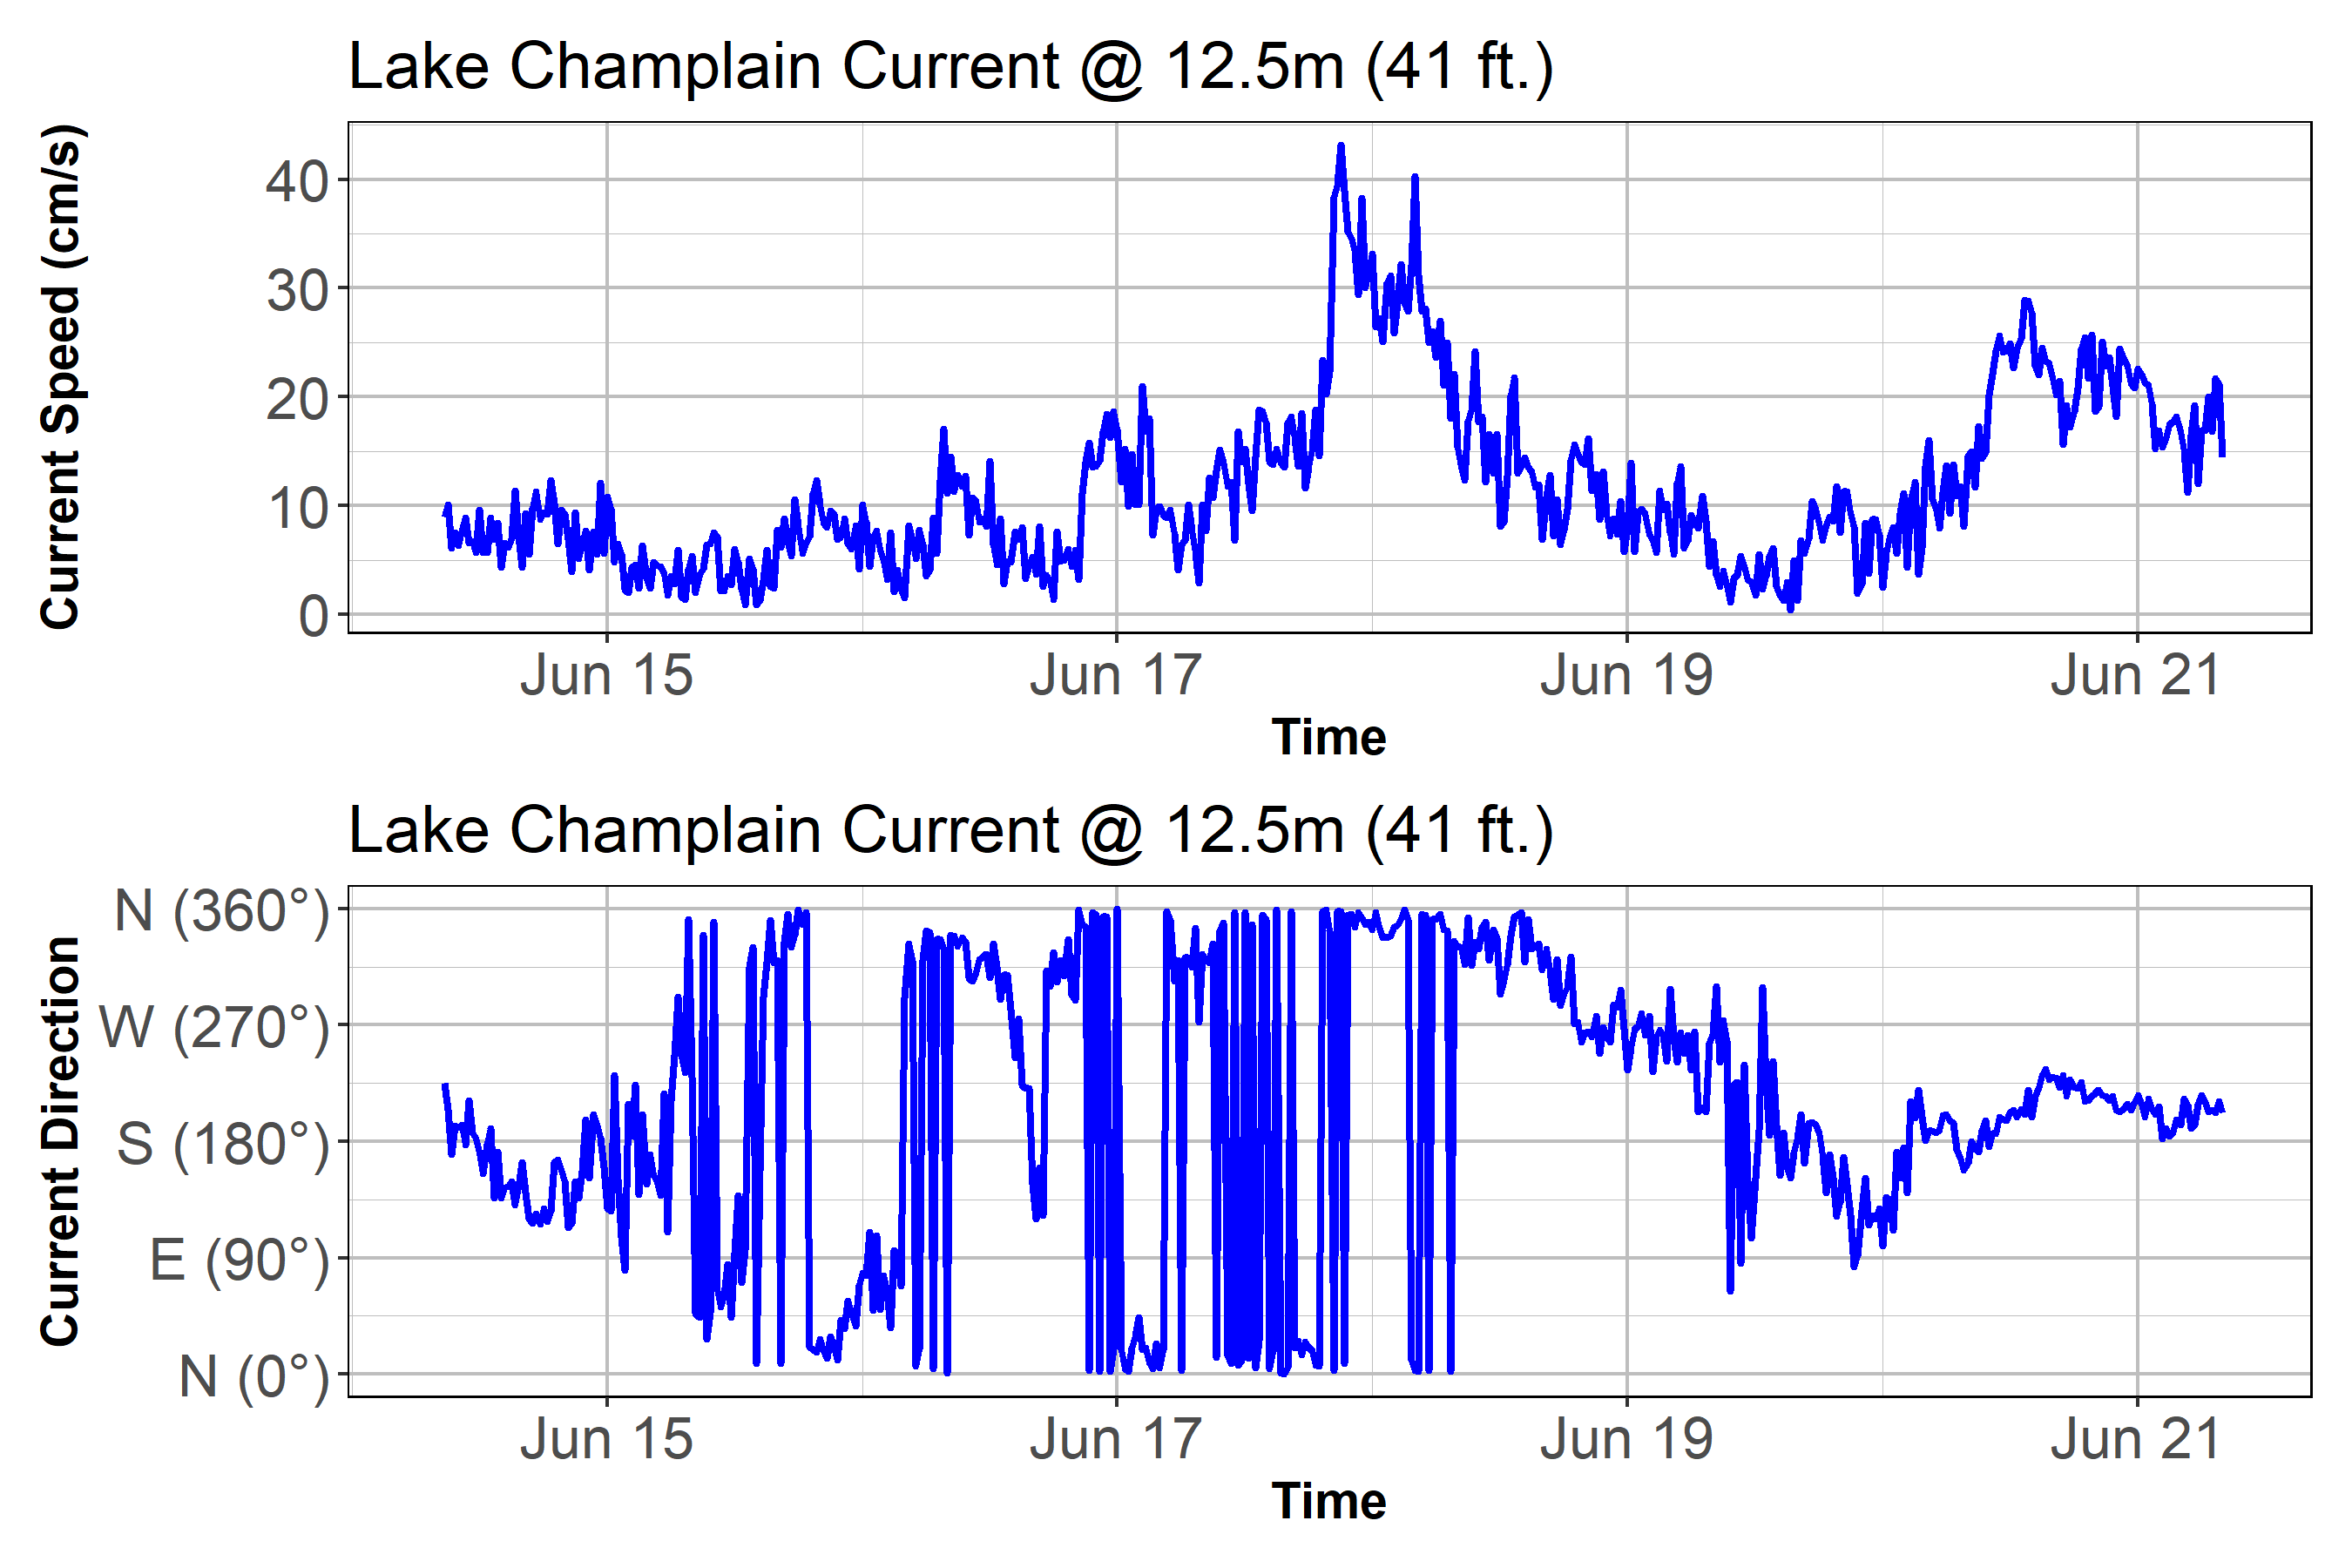 Lake Champlain Current @ 12.5m (41 ft.)
Current Speed (cm/s)
40
30
20
10
0
Jun 15 Jun 17 Jun 19 Jun 21
Time
Lake Champlain Current @ 12.5m (41 ft.)
Current Direction
N (360°)
W (270°)
S (180°)
E (90°)
N (0°)
Jun 15 Jun 17 Jun 19 Jun 21
Time